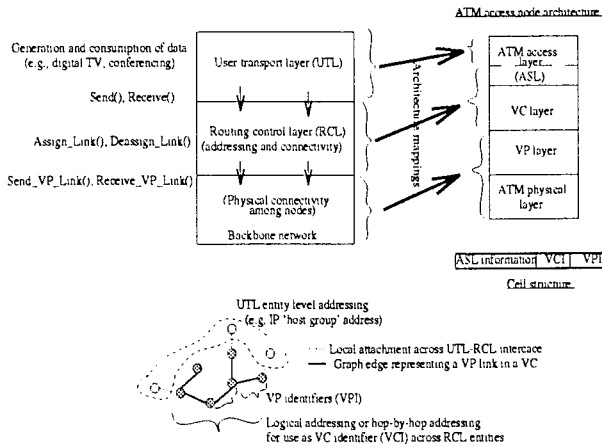 ATM access node architecture
Generation and consumption of data
(e.g., digital TV, conferencing)
User transport layer (UTL)
ATM access
layer
(ASL)
Send(), Receive()
VC layer
Architecture mappings
Assign_Link(), Deassign_Link()
Routing control layer (RCL)
(addressing and connectivity)
VP layer
Send_VP_Link(), Receive_VP_Link()
(Physical connectivity
among nodes)
ATM physical
layer
Backbone network
ASL information VCI VPI
Cell structure
UTL entity level addressing
(e.g. IP 'host group' address)
Local attachment across UTL-RCL interface
Graph edge representing a VP link in a VC
VP identifiers (VPI)
Logical addressing or hop-by-hop addressing
for use as VC identifier (VCI) across RCL entities